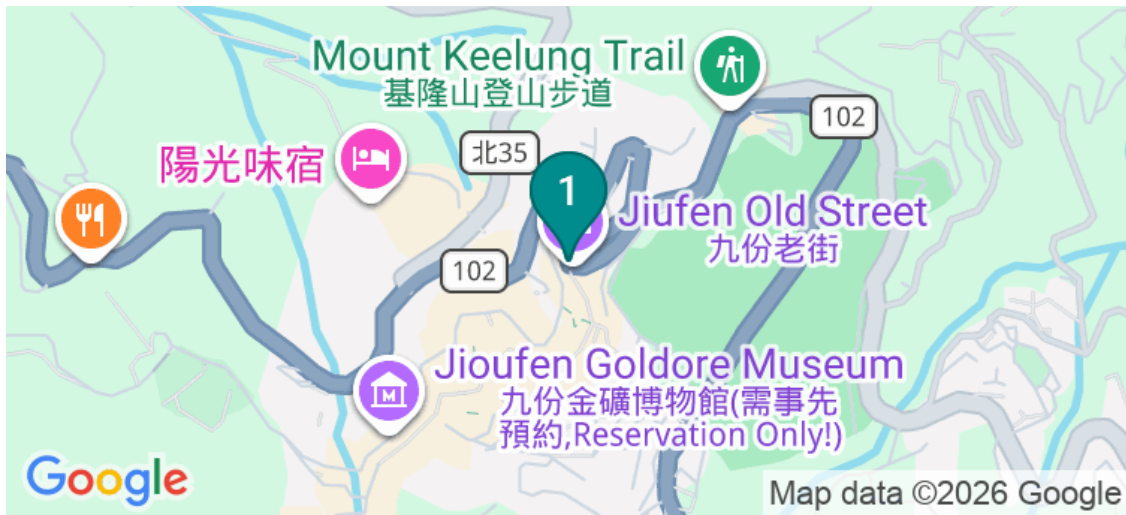 Mount Keelung Trail
基隆山登山步道
102
北35
陽光味宿
1
Jiufen Old Street
九份老街
102
Jioufen Goldore Museum
九份金礦博物館(需事先
預約,Reservation Only!)
M
Google
Map data ©2026 Google